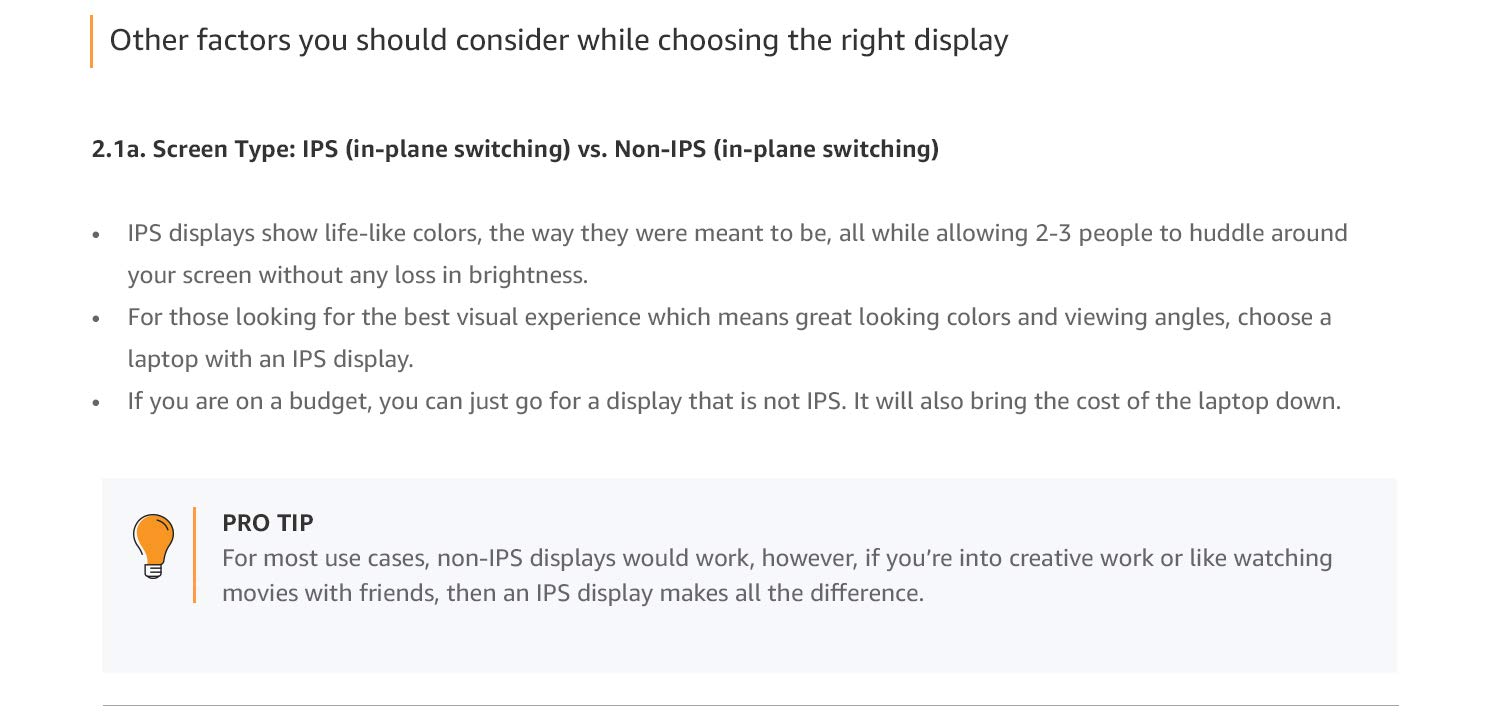 Other factors you should consider while choosing the right display
2.1a. Screen Type: IPS (in-plane switching) vs. Non-IPS (in-plane switching)
• IPS displays show life-like colors, the way they were meant to be, all while allowing 2-3 people to huddle around
your screen without any loss in brightness.
• For those looking for the best visual experience which means great looking colors and viewing angles, choose a
laptop with an IPS display.
• If you are on a budget, you can just go for a display that is not IPS. It will also bring the cost of the laptop down.
PRO TIP
For most use cases, non-IPS displays would work, however, if you’re into creative work or like watching
movies with friends, then an IPS display makes all the difference.